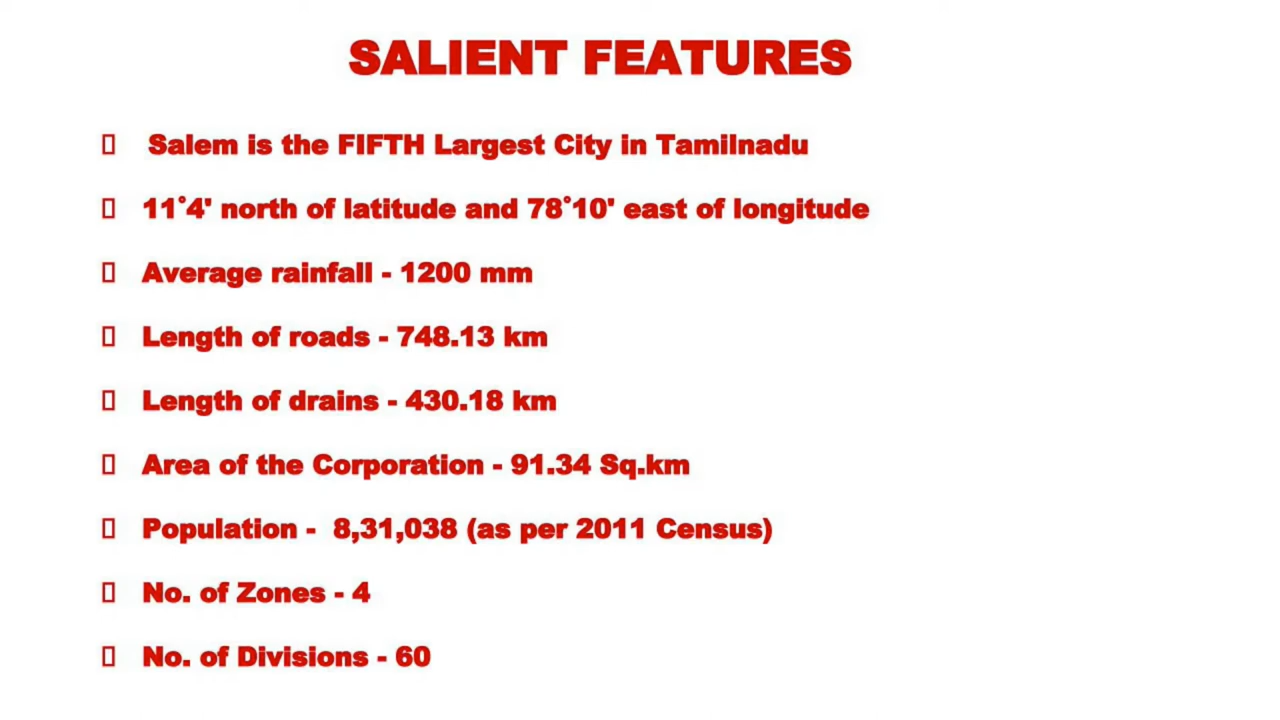 SALIENT FEATURES
Salem is the FIFTH Largest City in Tamilnadu
11°4' north of latitude and 78°10' east of longitude
Average rainfall - 1200 mm
Length of roads - 748.13 km
Length of drains - 430.18 km
Area of the Corporation - 91.34 Sq.km
Population -  8,31,038 (as per 2011 Census)
No. of Zones - 4
No. of Divisions - 60